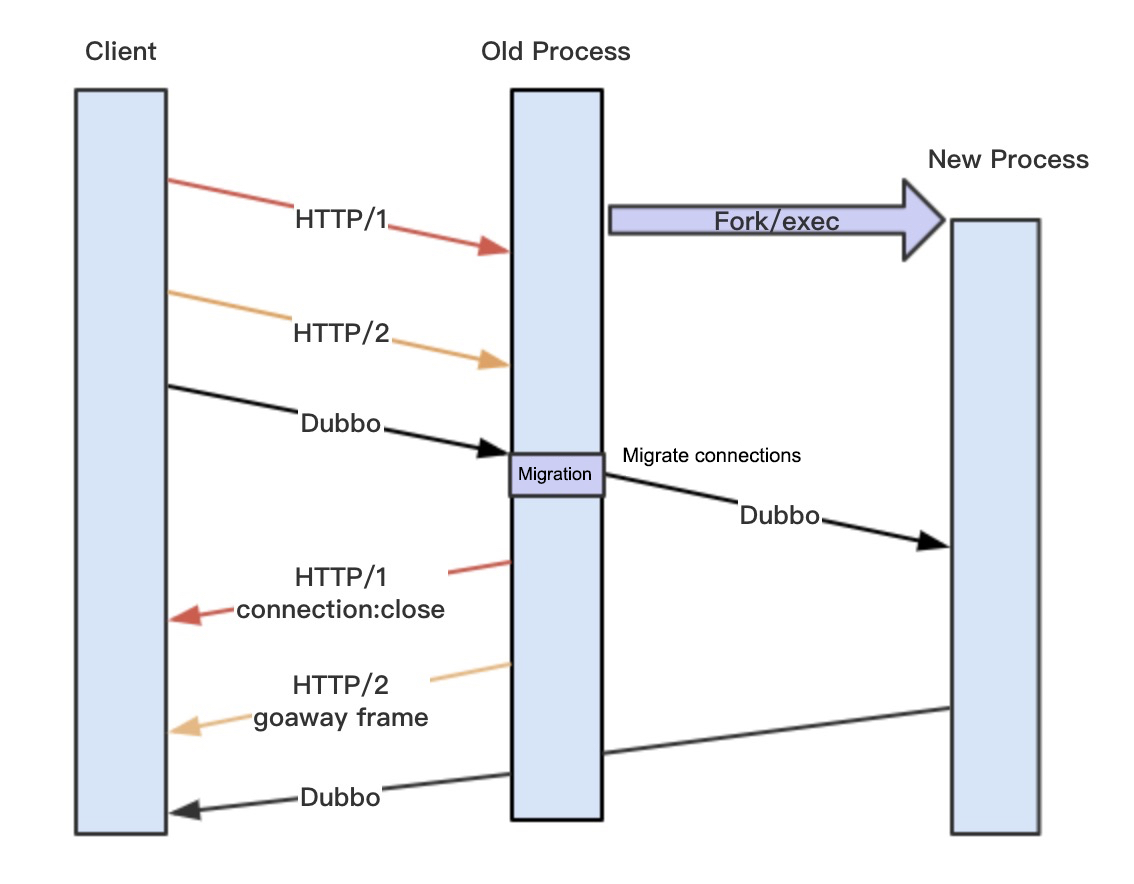 Client
Old Process
New Process
HTTP/1
Fork/exec
HTTP/2
Dubbo
Migration
Migrate connections
Dubbo
HTTP/1
connection:close
HTTP/2
goaway frame
Dubbo